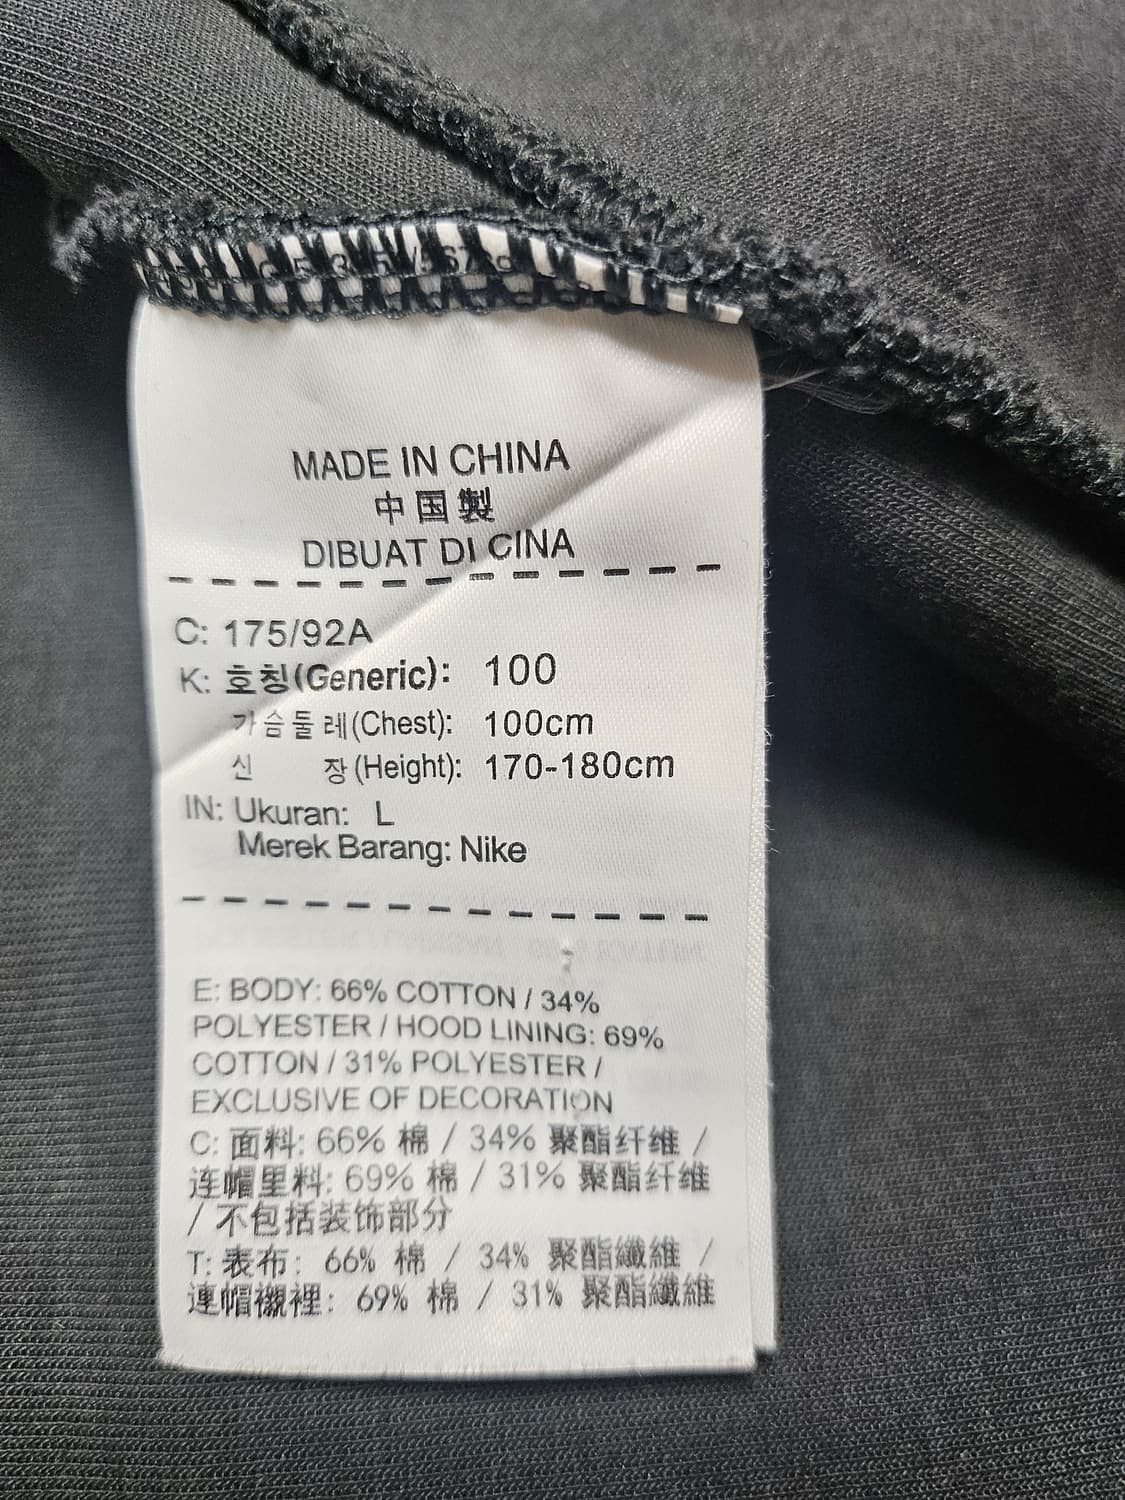 MADE IN CHINA
中国製
DIBUAT DI CINA
C: 175/92A
K: 호칭(Generic): 100
가슴둘레(Chest): 100cm
신 장(Height): 170-180cm
IN: Ukuran: L
Merek Barang: Nike
E: BODY: 66% COTTON / 34%
POLYESTER / HOOD LINING: 69%
COTTON / 31% POLYESTER /
EXCLUSIVE OF DECORATION
C: 面料: 66% 棉 / 34% 聚酯纤维 /
连帽里料: 69% 棉 / 31% 聚酯纤维
/ 不包括装饰部分
T: 表布: 66% 棉 / 34% 聚酯纖維 /
連帽襯裡: 69% 棉 / 31% 聚酯纖維